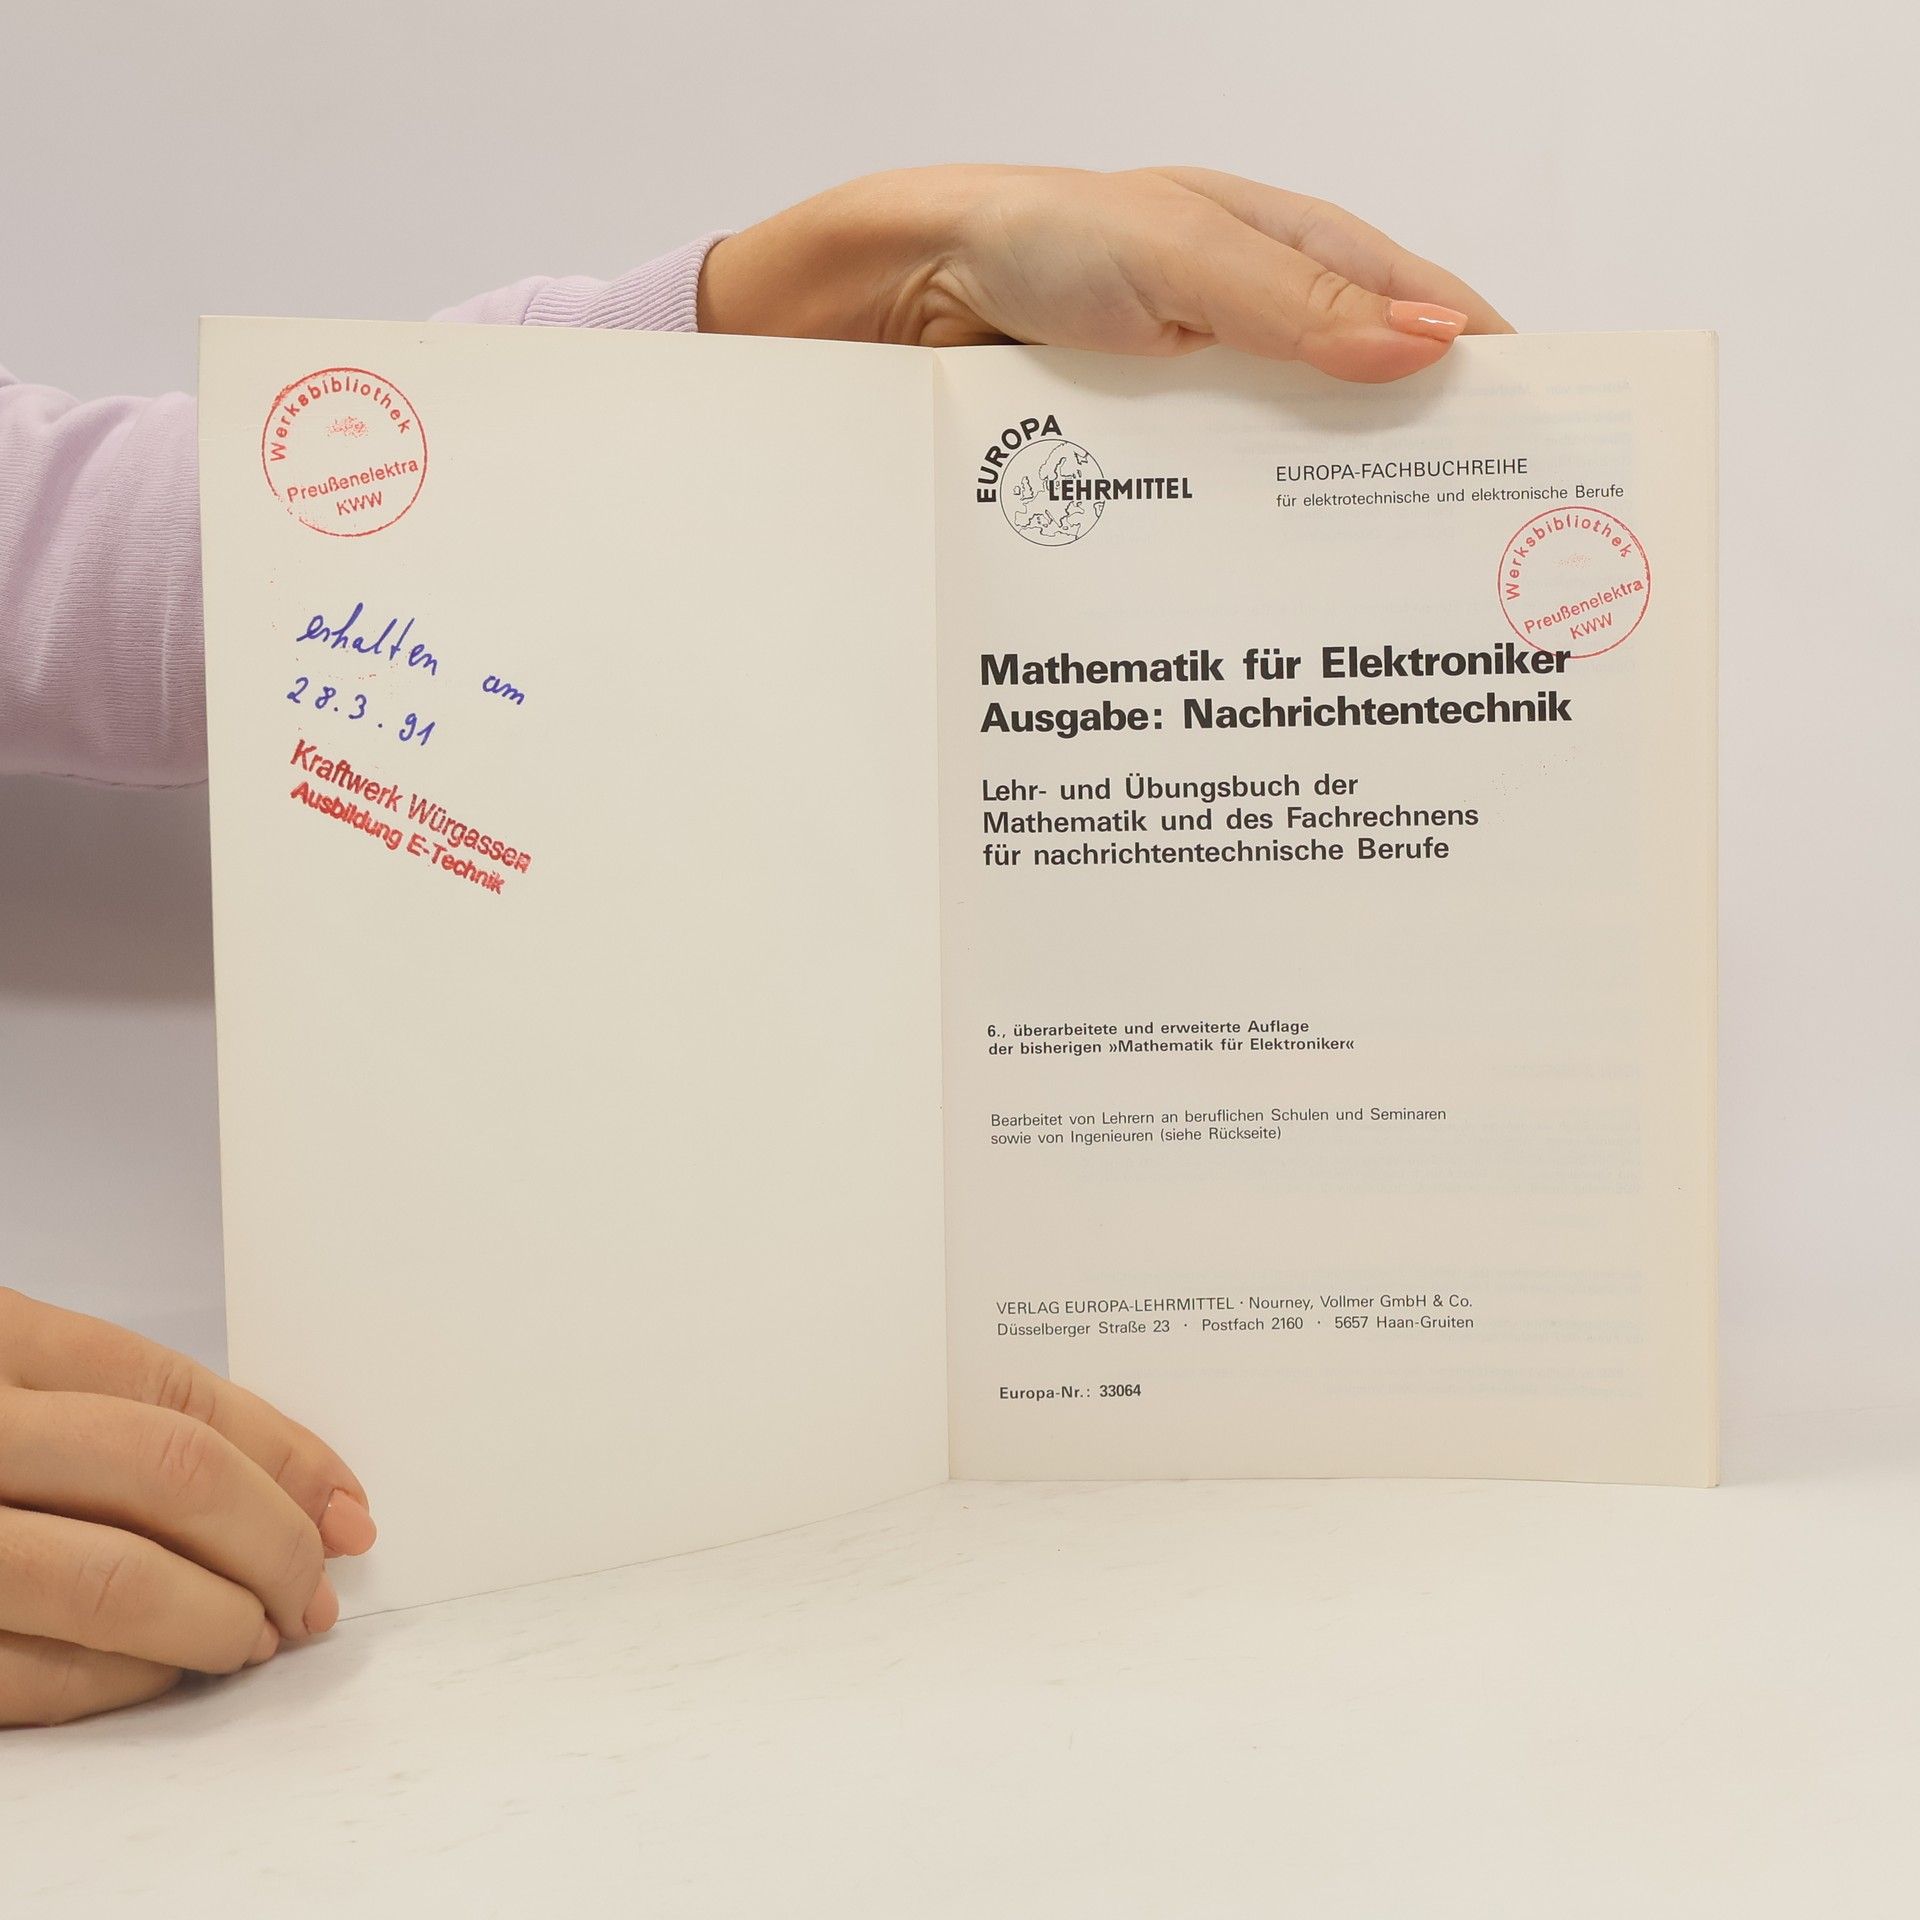 Werksbibliothek
Preußenelektra
KWW
erhalten am
28.3.91
Kraftwerk Würgassen
Ausbildung E-Technik
EUROPA
LEHRMITTEL
EUROPA-FACHBUCHREIHE
für elektrotechnische und elektronische Berufe
Werksbibliothek
Preußenelektra
KWW
Mathematik für Elektroniker
Ausgabe: Nachrichtentechnik
Lehr- und Übungsbuch der
Mathematik und des Fachrechnens
für nachrichtentechnische Berufe
6., überarbeitete und erweiterte Auflage
der bisherigen »Mathematik für Elektroniker«
Bearbeitet von Lehrern an beruflichen Schulen und Seminaren
sowie von Ingenieuren (siehe Rückseite)
VERLAG EUROPA-LEHRMITTEL · Nourney, Vollmer GmbH & Co.
Düsselberger Straße 23 · Postfach 2160 · 5657 Haan-Gruiten
Europa-Nr.: 33064